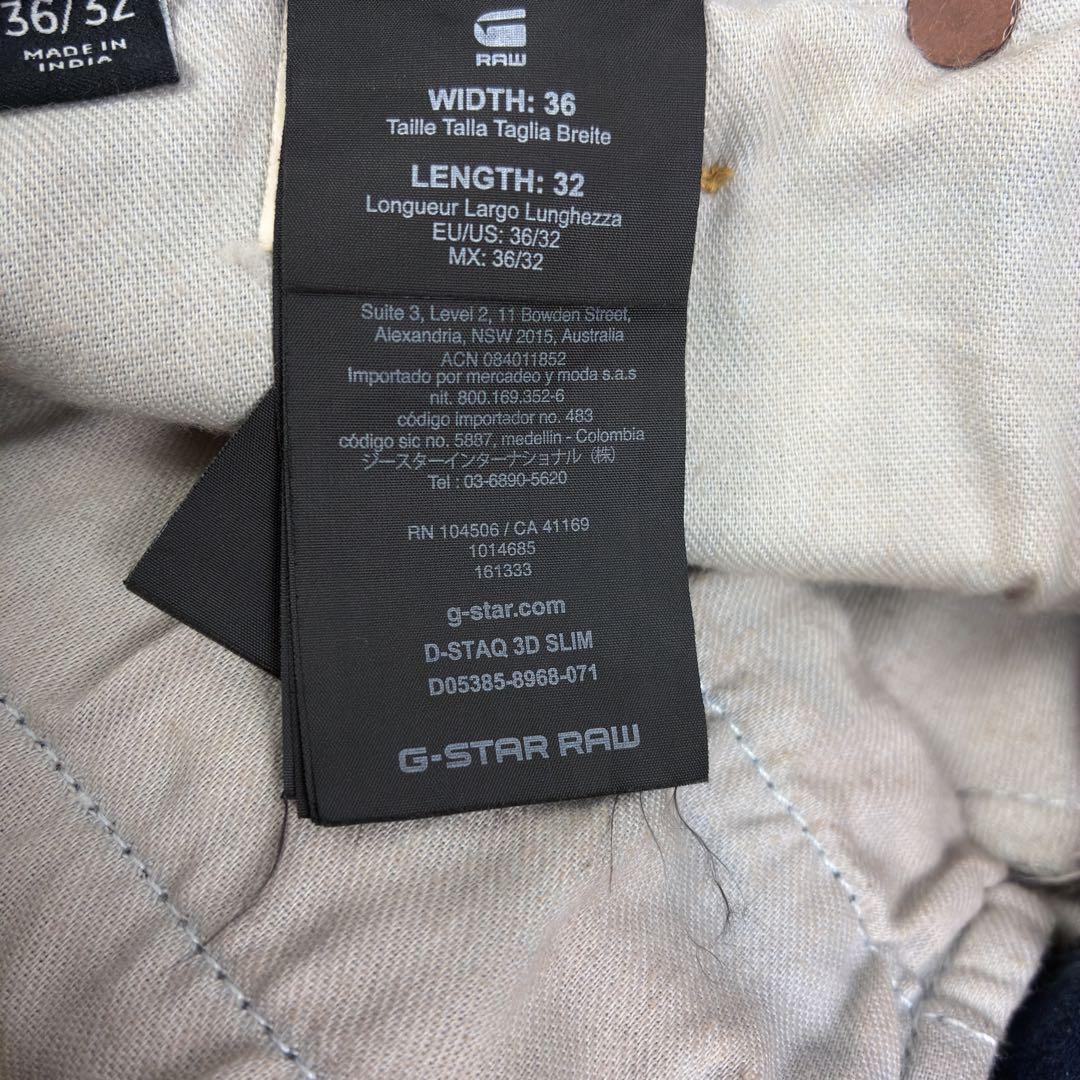 36/32
MADE IN
INDIA
RAW
WIDTH: 36
Taille Talla Taglia Breite
LENGTH: 32
Longueur Largo Lunghezza
EU/US: 36/32
MX: 36/32
Suite 3, Level 2, 11 Bowden Street,
Alexandria, NSW 2015, Australia
ACN 084011852
Importado por mercadeo y moda s.a.s
nit. 800.169.352-6
código importador no. 483
código sic no. 5887, medellin - Colombia
ジースターインターナショナル（株）
Tel : 03-6890-5620
RN 104506 / CA 41169
1014685
161333
g-star.com
D-STAQ 3D SLIM
D05385-8968-071
G-STAR RAW